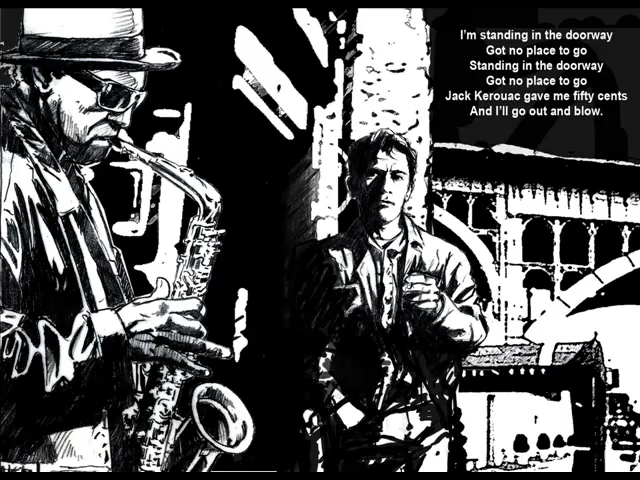 I'm standing in the doorway
Got no place to go
Standing in the doorway
Got no place to go
Jack Kerouac gave me fifty cents
And I'll go out and blow.